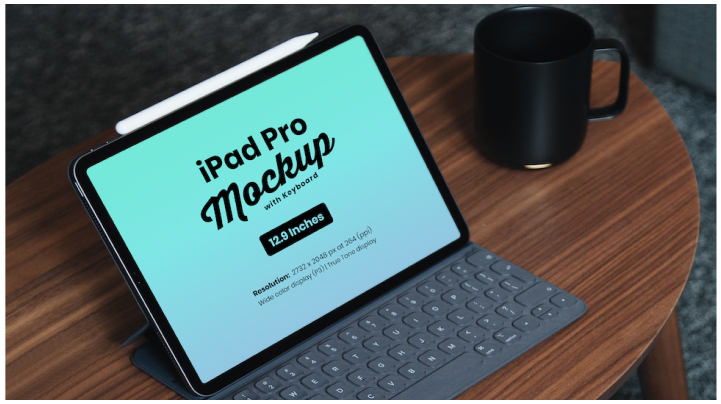 iPad Pro
Mockup
with Keyboard
12.9 Inches
Resolution: 2732 x 2048 px at 264 (ppi)
Wide color display (P3) | True Tone display
W E R T Y U I O P
D F G H J K L
C V B N M